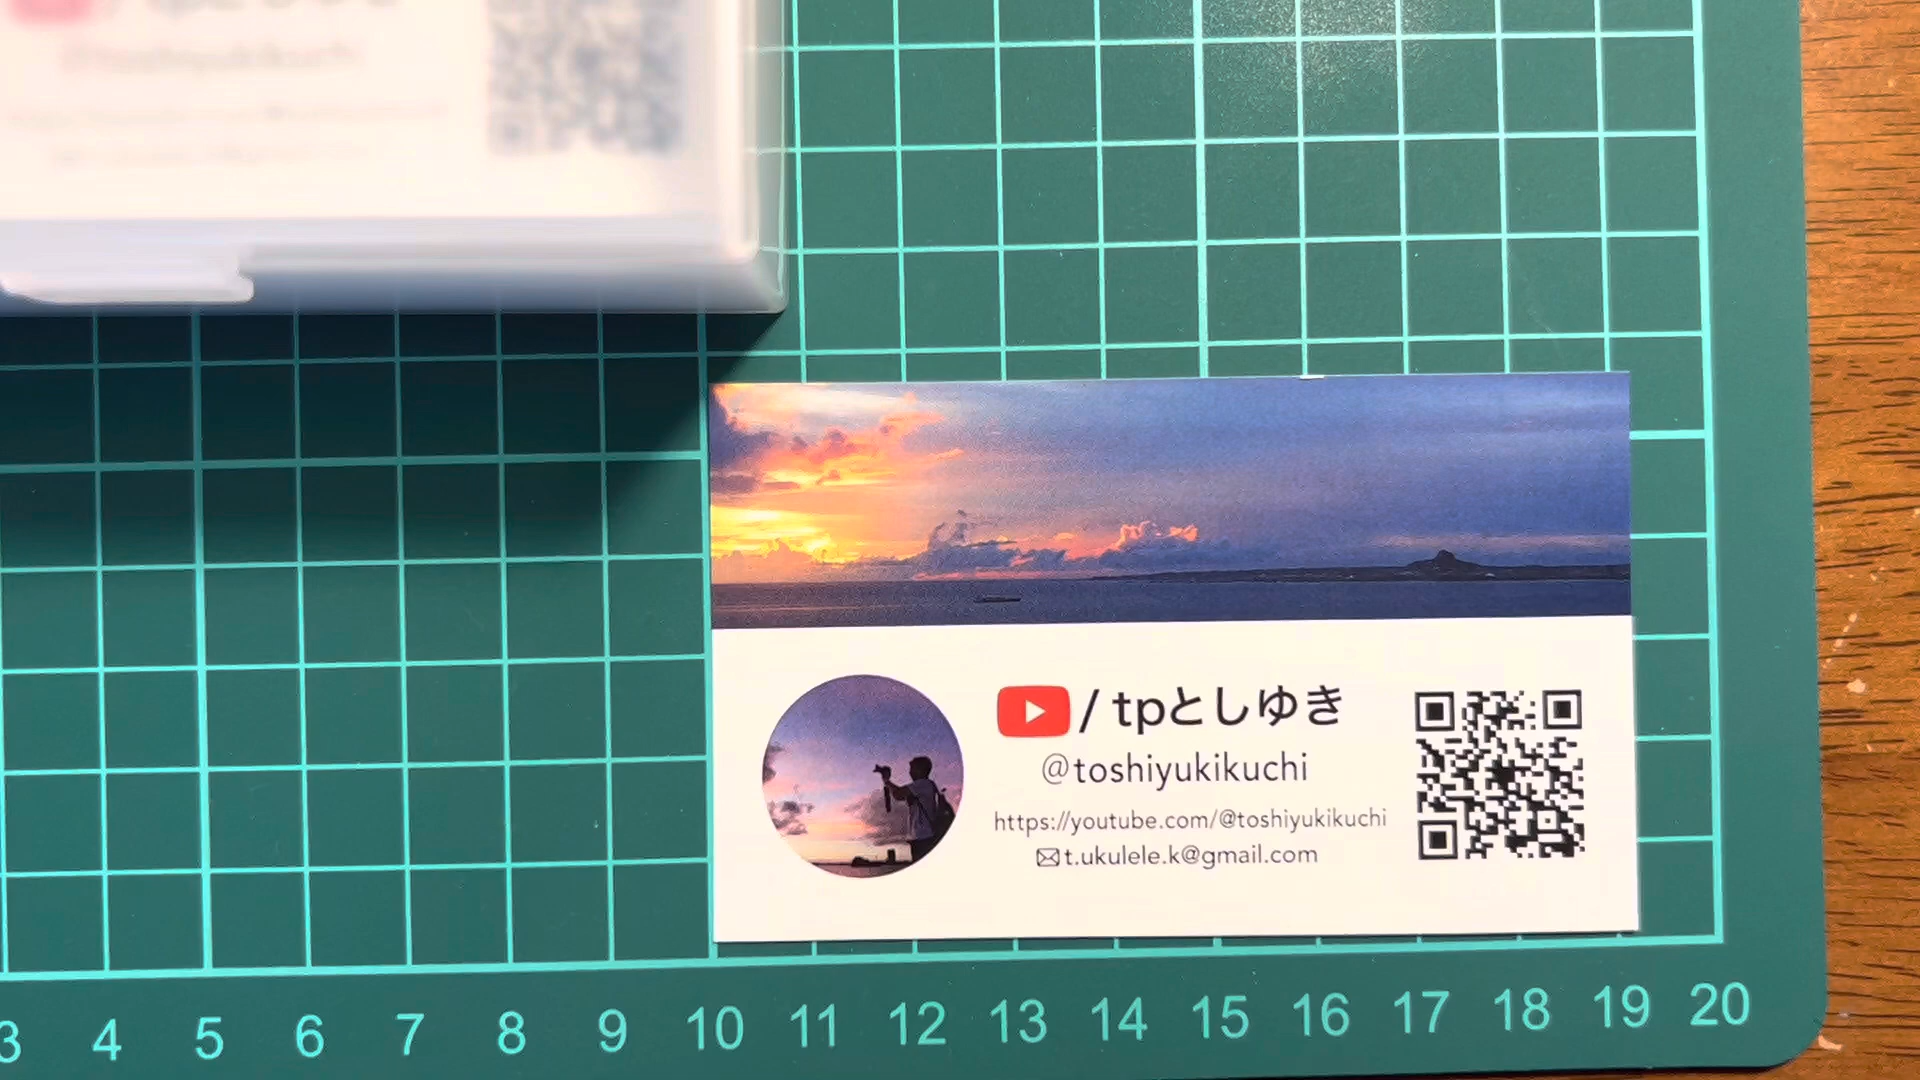 / tpとしゆき
@toshiyukikuchi
https://youtube.com/@toshiyukikuchi
t.ukulele.k@gmail.com
3 4 5 6 7 8 9 10 11 12 13 14 15 16 17 18 19 20